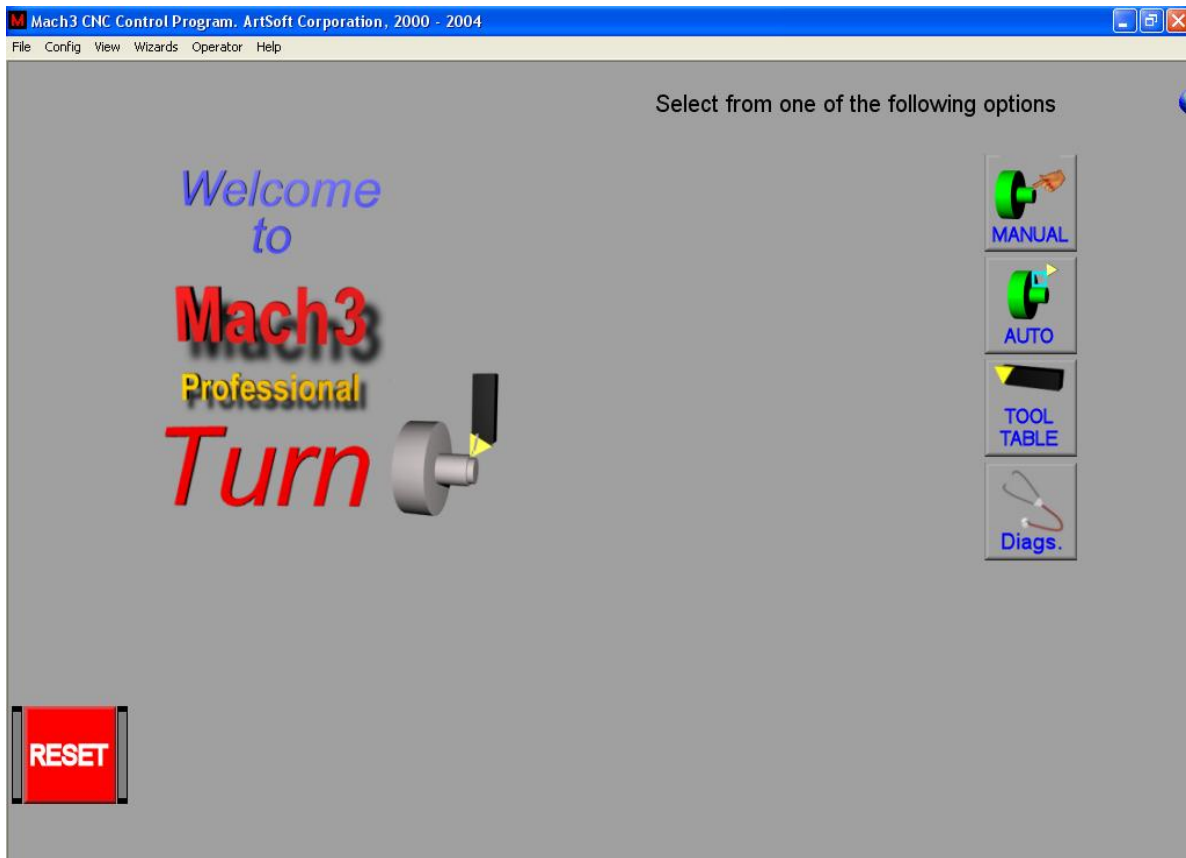 Mach3 CNC Control Program. ArtSoft Corporation, 2000 - 2004
File Config View Wizards Operator Help
Select from one of the following options
Welcome
to
Mach3
Professional
Turn
MANUAL
AUTO
TOOL
TABLE
Diags.
RESET